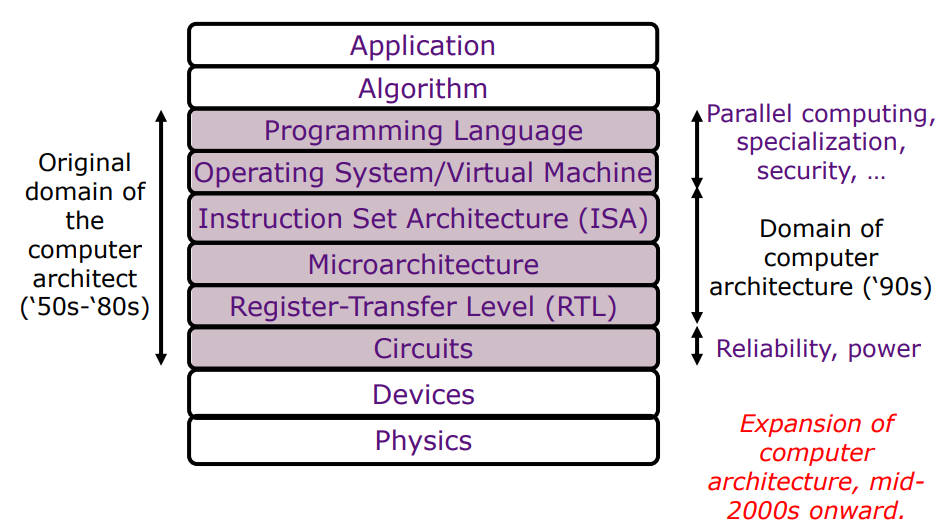 Application
Algorithm
Programming Language
Operating System/Virtual Machine
Instruction Set Architecture (ISA)
Microarchitecture
Register-Transfer Level (RTL)
Circuits
Devices
Physics
Original
domain of
the
computer
architect
(‘50s-‘80s)
Parallel computing,
specialization,
security, …
Domain of
computer
architecture (‘90s)
Reliability, power
Expansion of
computer
architecture, mid-
2000s onward.